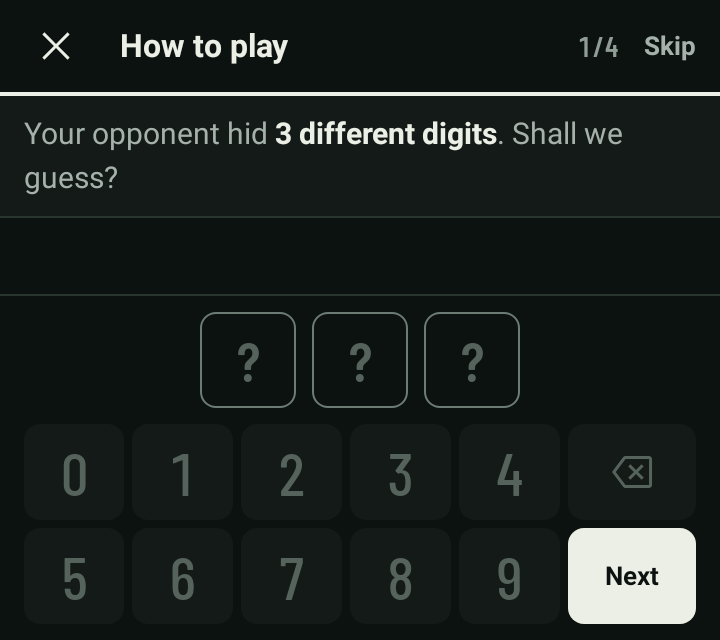 How to play
1/4 Skip
Your opponent hid 3 different digits. Shall we
guess?
? ? ?
0 1 2 3 4
5 6 7 8 9 Next